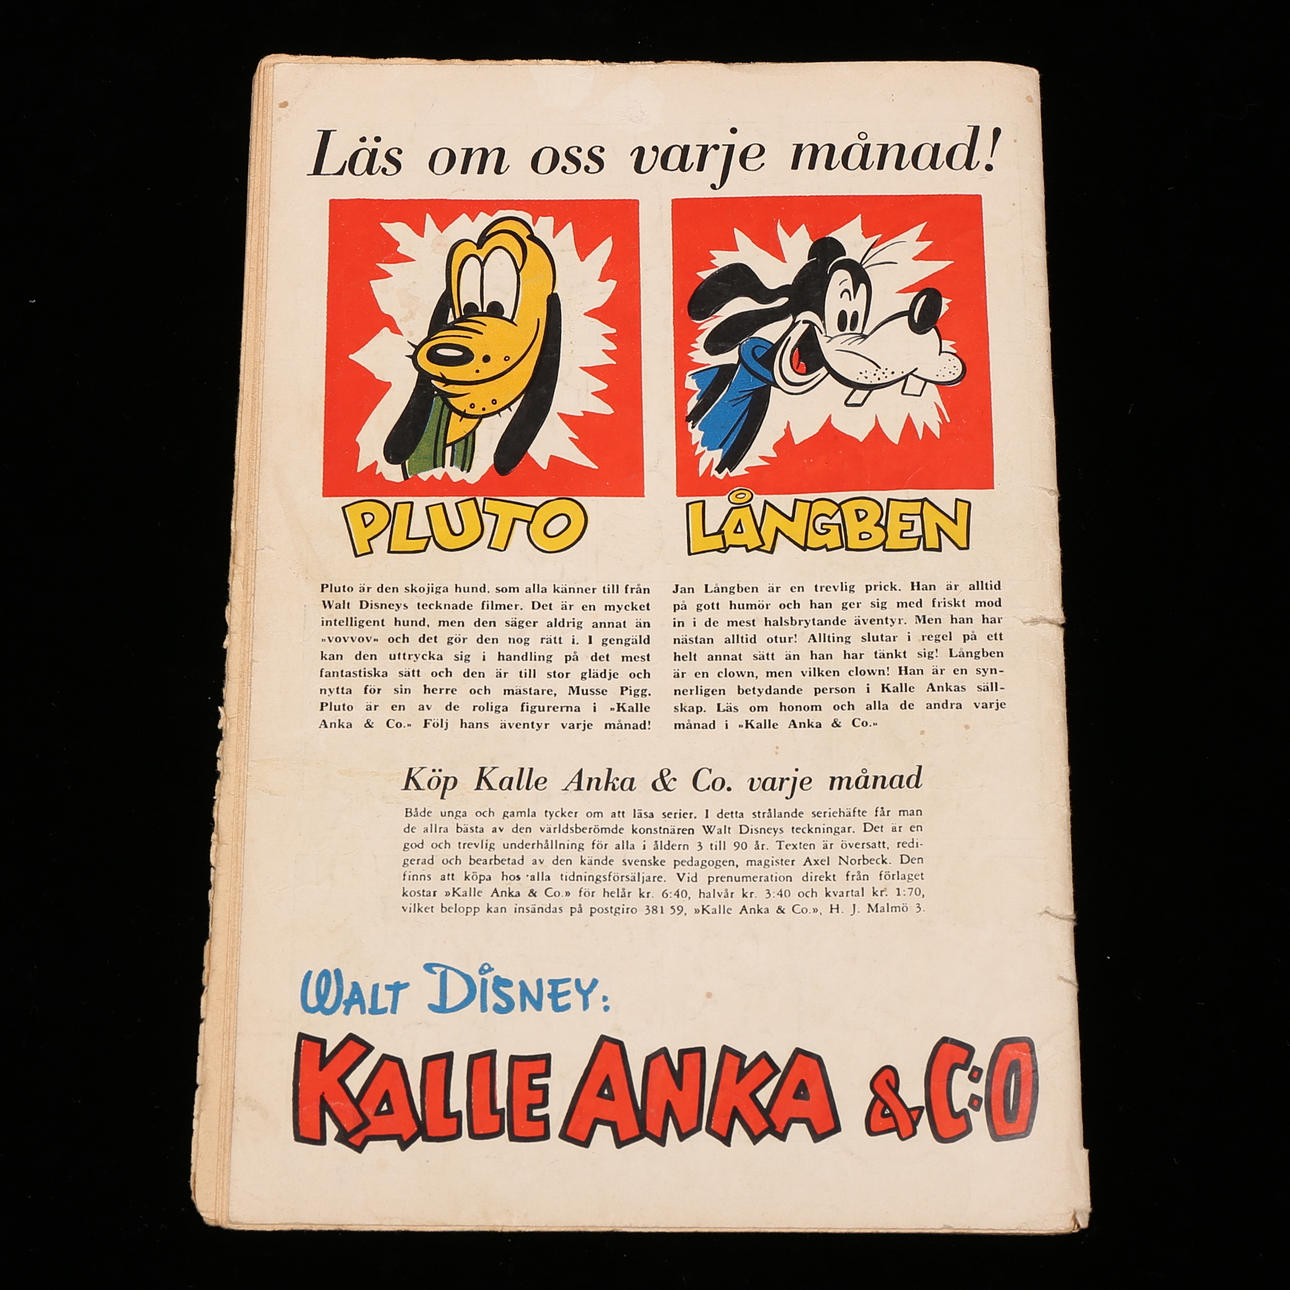 Läs om oss varje månad!
PLUTO
Pluto är den skojiga hund, som alla känner till från
Walt Disneys tecknade filmer. Det är en mycket
intelligent hund, men den säger aldrig annat än
»vovvov» och det gör den nog rätt i. I gengäld
kan den uttrycka sig i handling på det mest
fantastiska sätt och den är till stor glädje och
nytta för sin herre och mästare, Musse Pigg.
Pluto är en av de roliga figurerna i »Kalle
Anka & Co.» Följ hans äventyr varje månad!
LÅNGBEN
Jan Långben är en trevlig prick. Han är alltid
på gott humör och han ger sig med friskt mod
in i de mest halsbrytande äventyr. Men han har
nästan alltid otur! Allting slutar i regel på ett
helt annat sätt än han har tänkt sig! Långben
är en clown, men vilken clown! Han är en syn-
nerligen betydande person i Kalle Ankas säll-
skap. Läs om honom och alla de andra varje
månad i »Kalle Anka & Co.»
Köp Kalle Anka & Co. varje månad
Både unga och gamla tycker om att läsa serier. I detta strålande seriehäfte får man
de allra bästa av den världsberömde konstnären Walt Disneys teckningar. Det är en
god och trevlig underhållning för alla i åldern 3 till 90 år. Texten är översatt, redi-
gerad och bearbetad av den kände svenske pedagogen, magister Axel Norbeck. Den
finns att köpa hos alla tidningsförsäljare. Vid prenumeration direkt från förlaget
kostar »Kalle Anka & Co.» för helår kr. 6:40, halvår kr. 3:40 och kvartal kr. 1:70,
vilket belopp kan insändas på postgiro 381 59, »Kalle Anka & Co.», H. J. Malmö 3.
WALT DISNEY:
KALLE ANKA & C:O